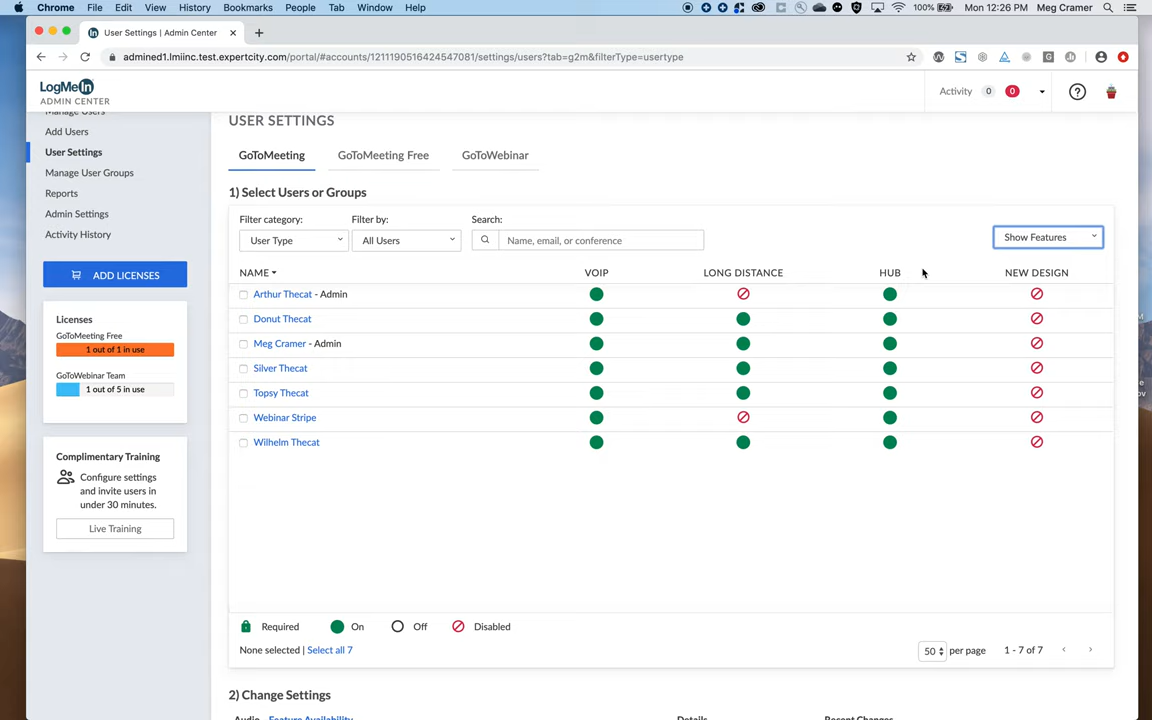 Chrome File Edit View History Bookmarks People Tab Window Help 100% Mon 12:26 PM Meg Cramer
User Settings | Admin Center
admined1.lmiinc.test.expertcity.com/portal/#accounts/1211190516424547081/settings/users?tab=g2m&filterType=usertype
LogMeIn
ADMIN CENTER
Activity 0 0
Manage Users
Add Users
User Settings
Manage User Groups
Reports
Admin Settings
Activity History
ADD LICENSES
Licenses
GoToMeeting Free
1 out of 1 in use
GoToWebinar Team
1 out of 5 in use
Complimentary Training
Configure settings
and invite users in
under 30 minutes.
Live Training
USER SETTINGS
GoToMeeting GoToMeeting Free GoToWebinar
1) Select Users or Groups
Filter category: Filter by: Search:
User Type All Users Name, email, or conference Show Features
NAME VOIP LONG DISTANCE HUB NEW DESIGN
Arthur Thecat - Admin
Donut Thecat
Meg Cramer - Admin
Silver Thecat
Topsy Thecat
Webinar Stripe
Wilhelm Thecat
Required On Off Disabled
None selected | Select all 7 50 per page 1 - 7 of 7
2) Change Settings
Audio Feature Availability Details Recent Changes